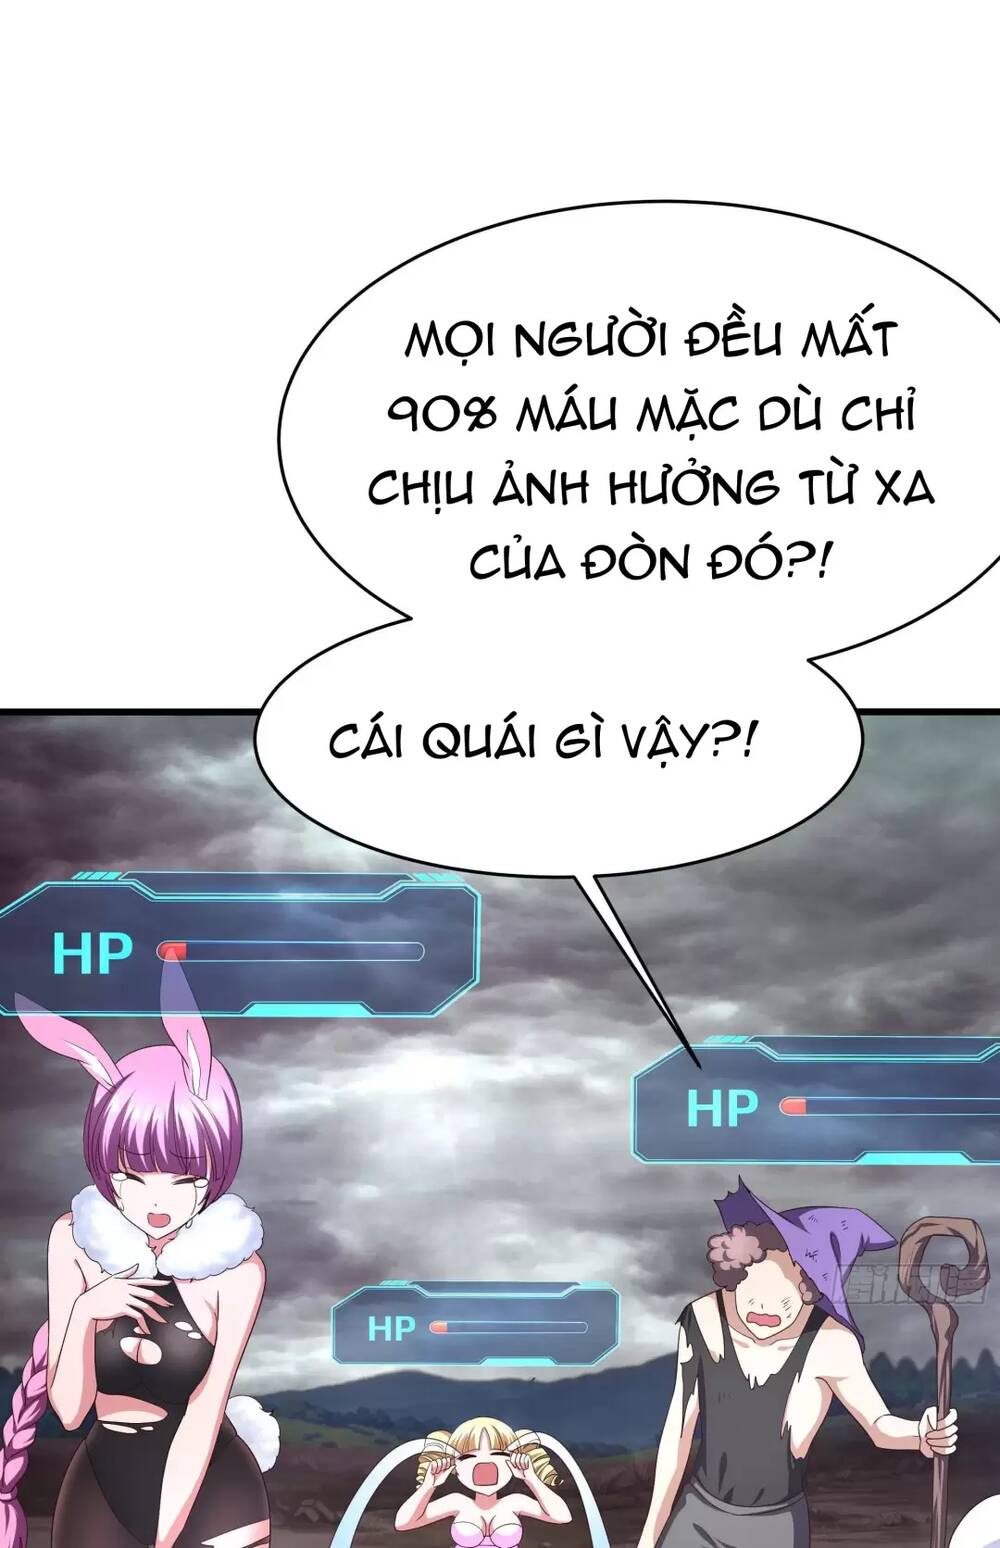 MỌI NGƯỜI ĐỀU MẤT
90% MÁU MẶC DÙ CHỈ
CHỊU ẢNH HƯỞNG TỪ XA
CỦA ĐÒN ĐÓ?!
CÁI QUÁI GÌ VẬY?!
HP
HP
HP